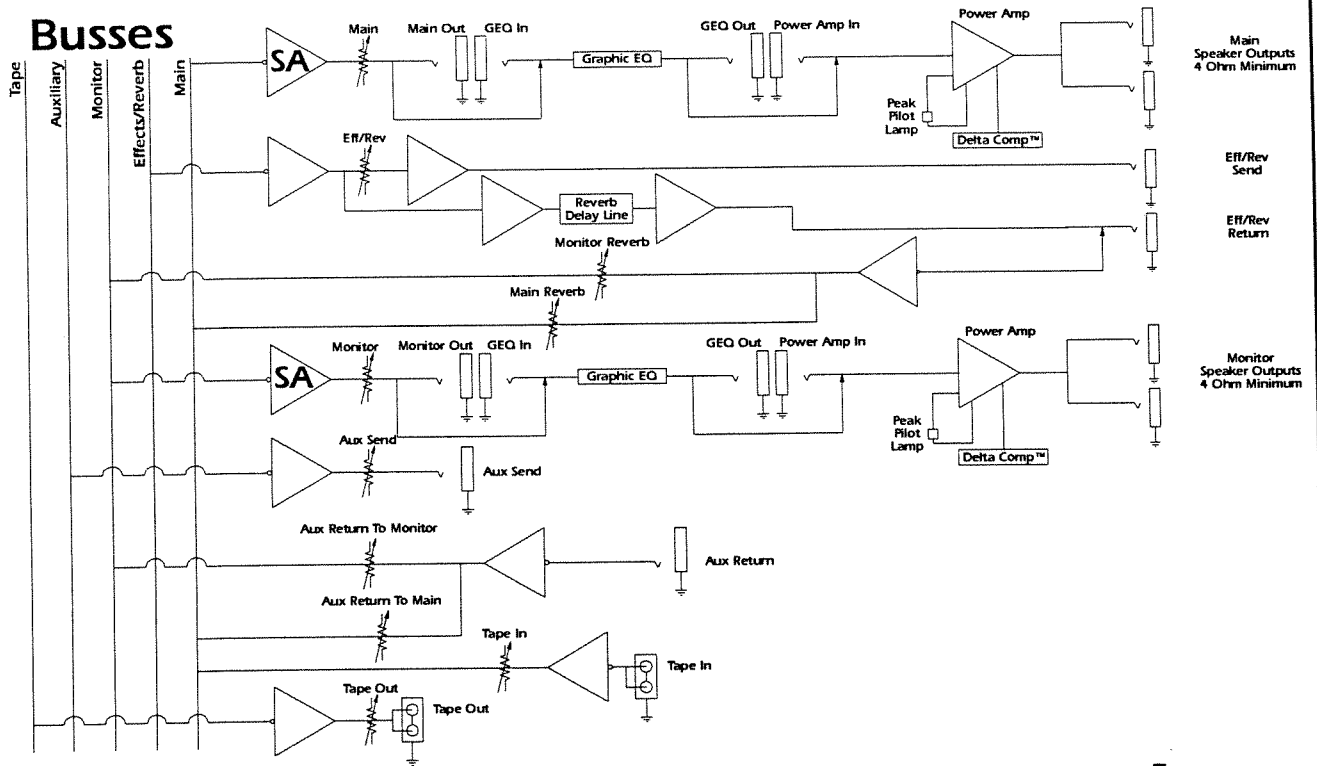 Busses
Tape
Auxiliary
Monitor
Effects/Reverb
Main
SA
Main
Main Out
GEQ In
Graphic EQ
GEQ Out
Power Amp In
Power Amp
Peak
Pilot
Lamp
Delta Comp™
Main
Speaker Outputs
4 Ohm Minimum
Eff/Rev
Eff/Rev
Send
Reverb
Delay Line
Eff/Rev
Return
Monitor Reverb
Main Reverb
SA
Monitor
Monitor Out
GEQ In
Graphic EQ
GEQ Out
Power Amp In
Power Amp
Peak
Pilot
Lamp
Delta Comp™
Monitor
Speaker Outputs
4 Ohm Minimum
Aux Send
Aux Send
Aux Return To Monitor
Aux Return
Aux Return To Main
Tape In
Tape In
Tape Out
Tape Out